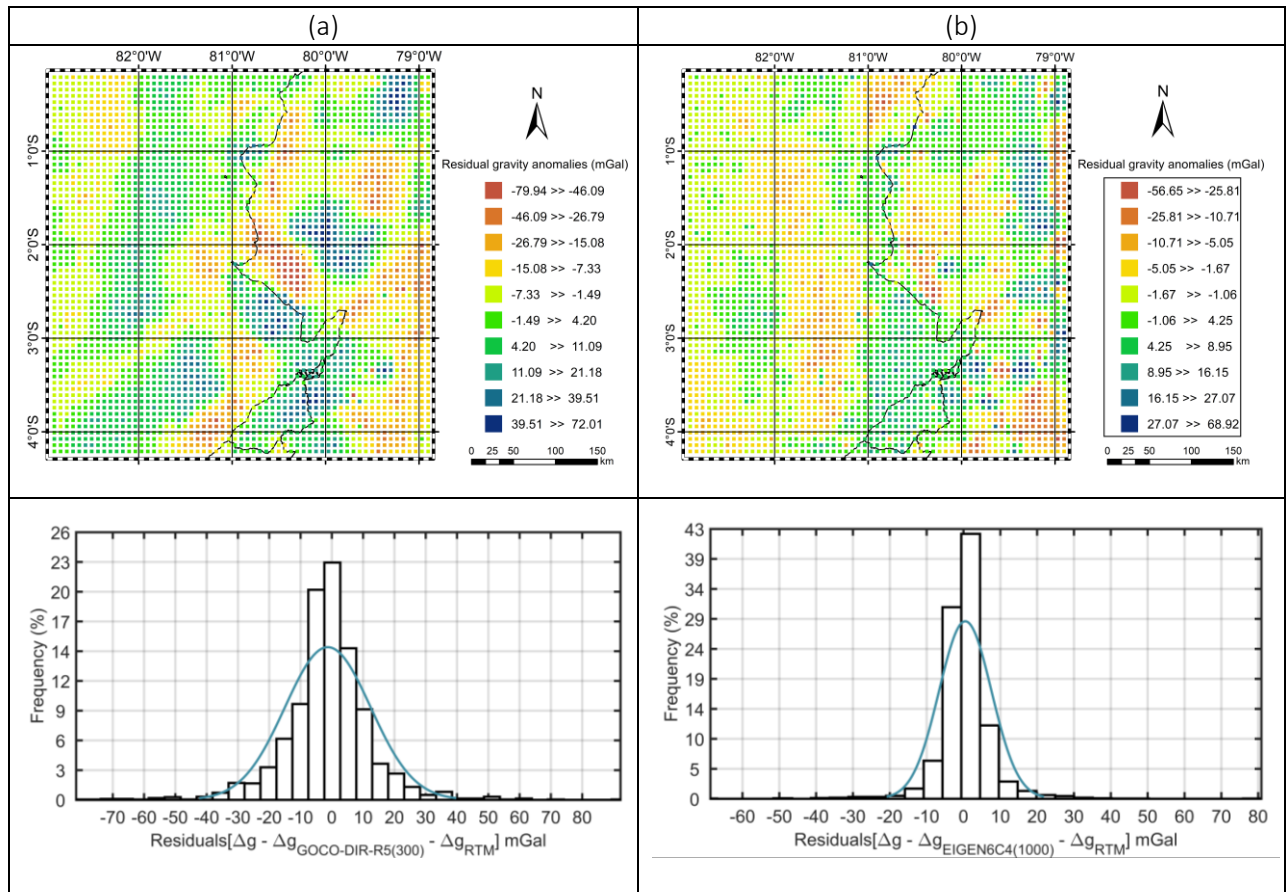 (a)
82°0'W 81°0'W 80°0'W 79°0'W
1°0'S
2°0'S
3°0'S
4°0'S
N
Residual gravity anomalies (mGal)
-79.94 >> -46.09
-46.09 >> -26.79
-26.79 >> -15.08
-15.08 >> -7.33
-7.33 >> -1.49
-1.49 >> 4.20
4.20 >> 11.09
11.09 >> 21.18
21.18 >> 39.51
39.51 >> 72.01
0 25 50 100 150
km
(b)
82°0'W 81°0'W 80°0'W 79°0'W
1°0'S
2°0'S
3°0'S
4°0'S
N
Residual gravity anomalies (mGal)
-56.65 >> -25.81
-25.81 >> -10.71
-10.71 >> -5.05
-5.05 >> -1.67
-1.67 >> -1.06
-1.06 >> 4.25
4.25 >> 8.95
8.95 >> 16.15
16.15 >> 27.07
27.07 >> 68.92
0 25 50 100 150
km
Frequency (%)
26
23
20
17
14
12
9
6
3
0
-70 -60 -50 -40 -30 -20 -10 0 10 20 30 40 50 60 70 80
Residuals[Δg - Δg GOCO-DIR-R5(300) - Δg RTM] mGal
Frequency (%)
43
39
34
29
24
19
14
10
5
0
-60 -50 -40 -30 -20 -10 0 10 20 30 40 50 60 70 80
Residuals[Δg - Δg EIGEN6C4(1000) - Δg RTM] mGal